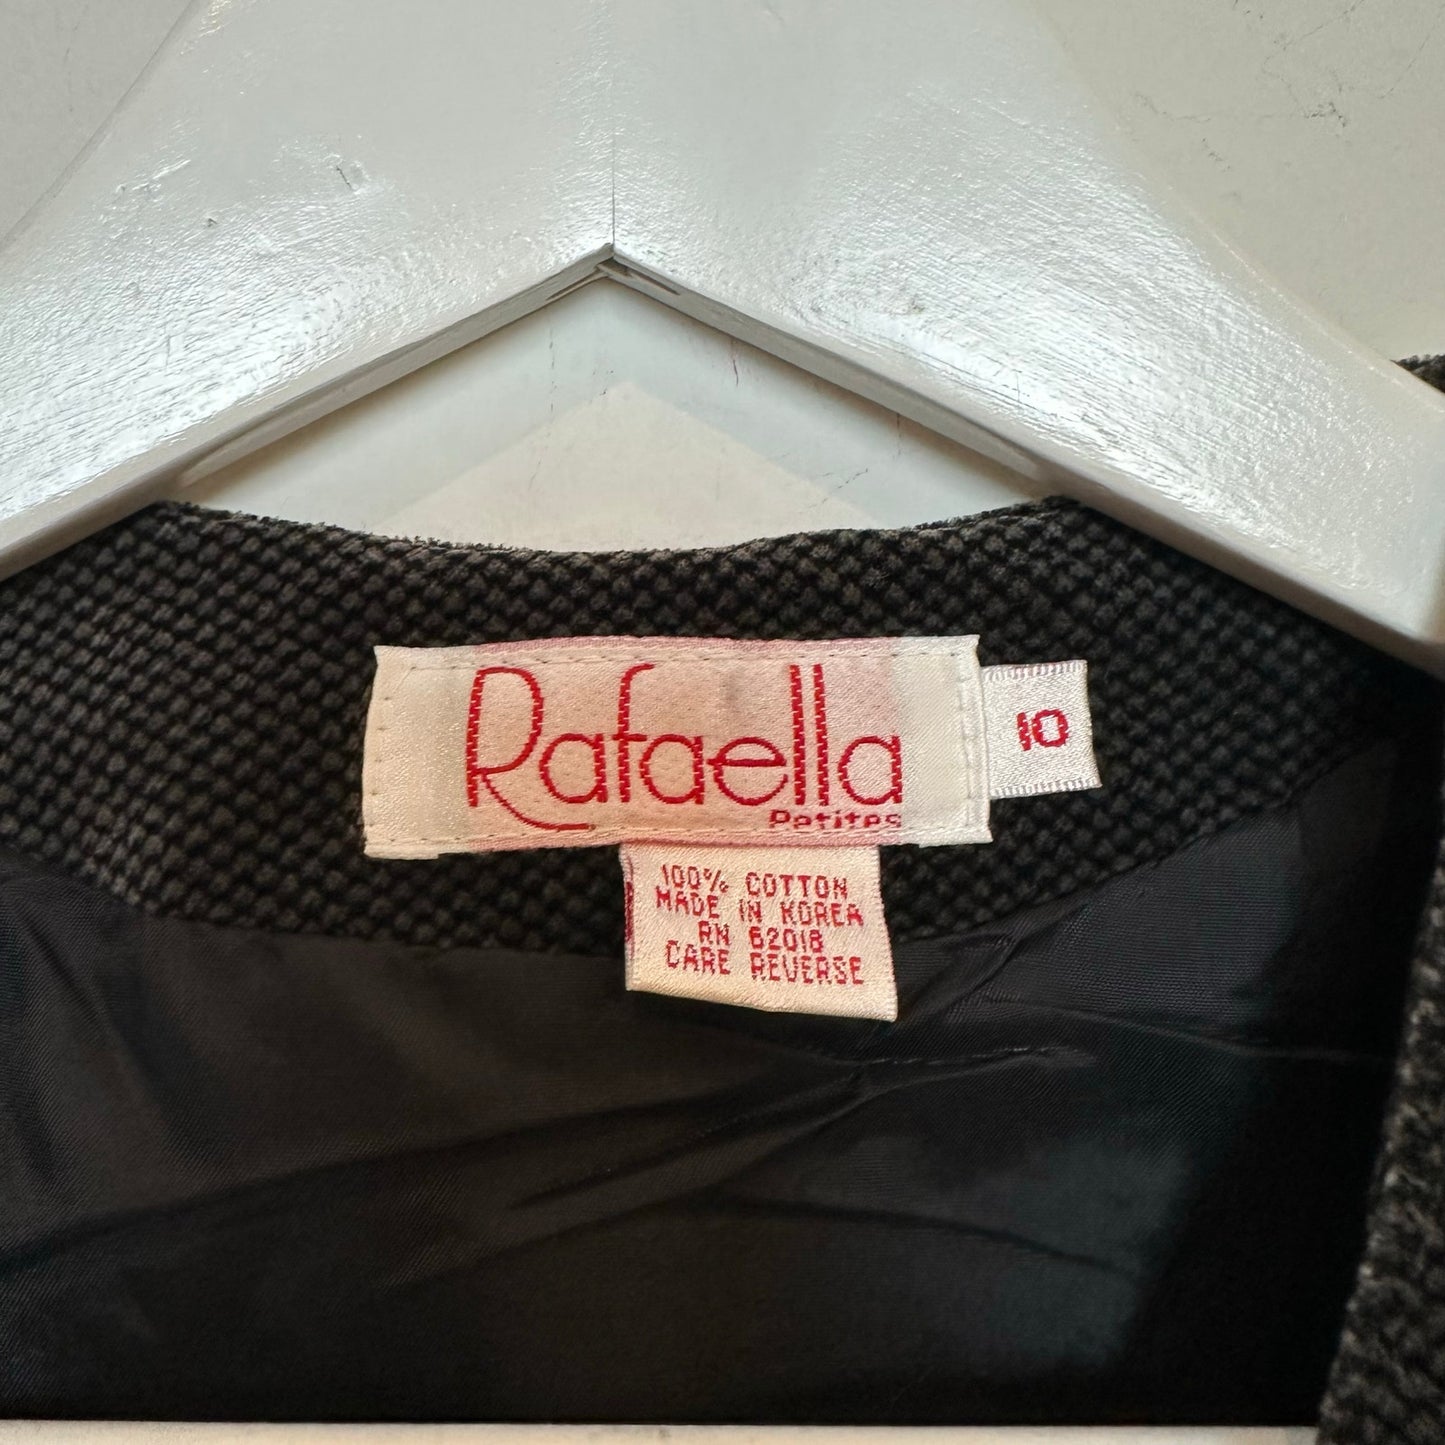 Rafaella
Petites
10
100% COTTON
MADE IN KOREA
RN 62018
CARE REVERSE